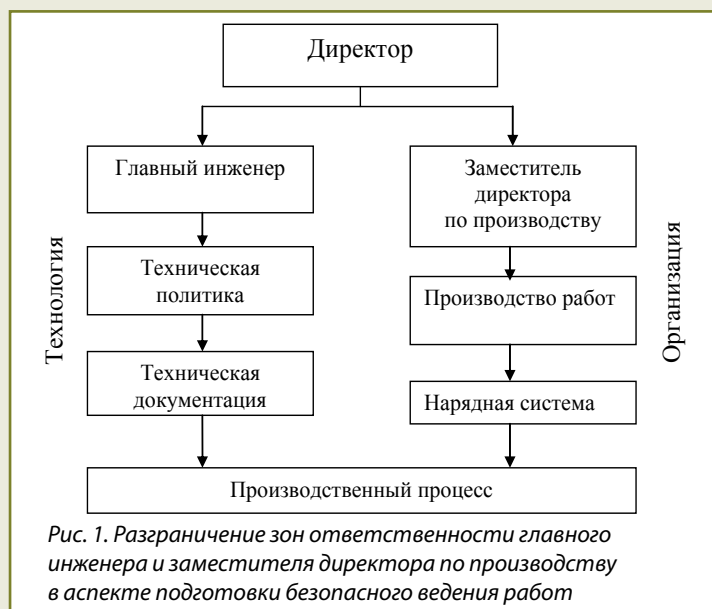 Директор
Главный инженер
Заместитель
директора
по производству
Технология
Техническая
политика
Производство работ
Организация
Техническая
документация
Нарядная система
Производственный процесс
Рис. 1. Разграничение зон ответственности главного
инженера и заместителя директора по производству
в аспекте подготовки безопасного ведения работ